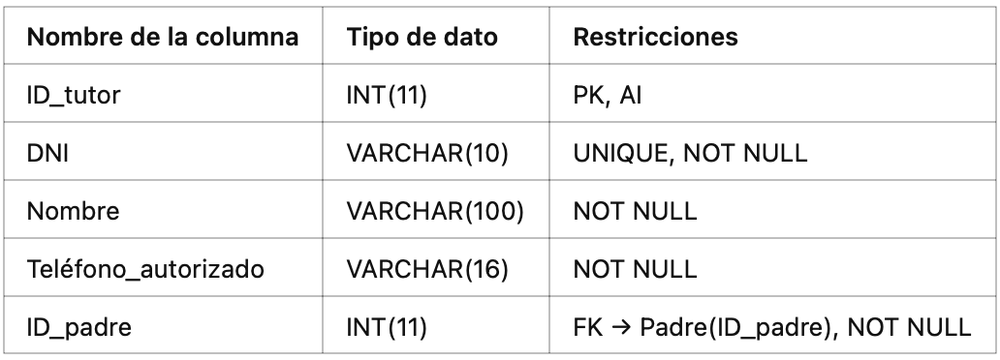 Nombre de la columna Tipo de dato Restricciones
ID_tutor INT(11) PK, AI
DNI VARCHAR(10) UNIQUE, NOT NULL
Nombre VARCHAR(100) NOT NULL
Teléfono_autorizado VARCHAR(16) NOT NULL
ID_padre INT(11) FK → Padre(ID_padre), NOT NULL